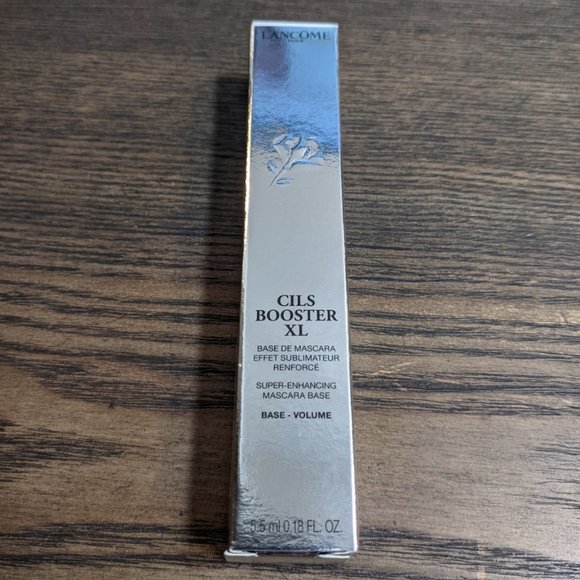 LANCÔME
PARIS
CILS
BOOSTER
XL
BASE DE MASCARA
EFFET SUBLIMATEUR
RENFORCÉ
SUPER-ENHANCING
MASCARA BASE
BASE - VOLUME
5.5 ml 0.18 FL. OZ.